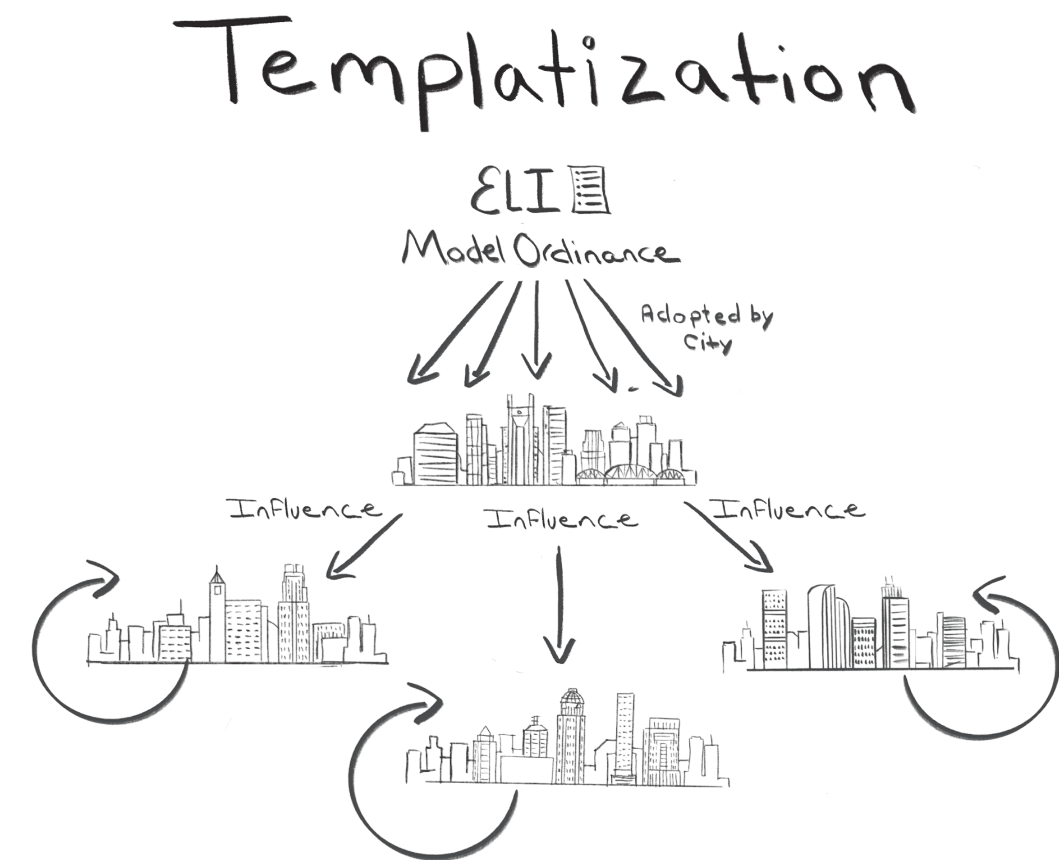 Templatization
ELI
Model Ordinance
Adopted by
City
Influence
Influence
Influence